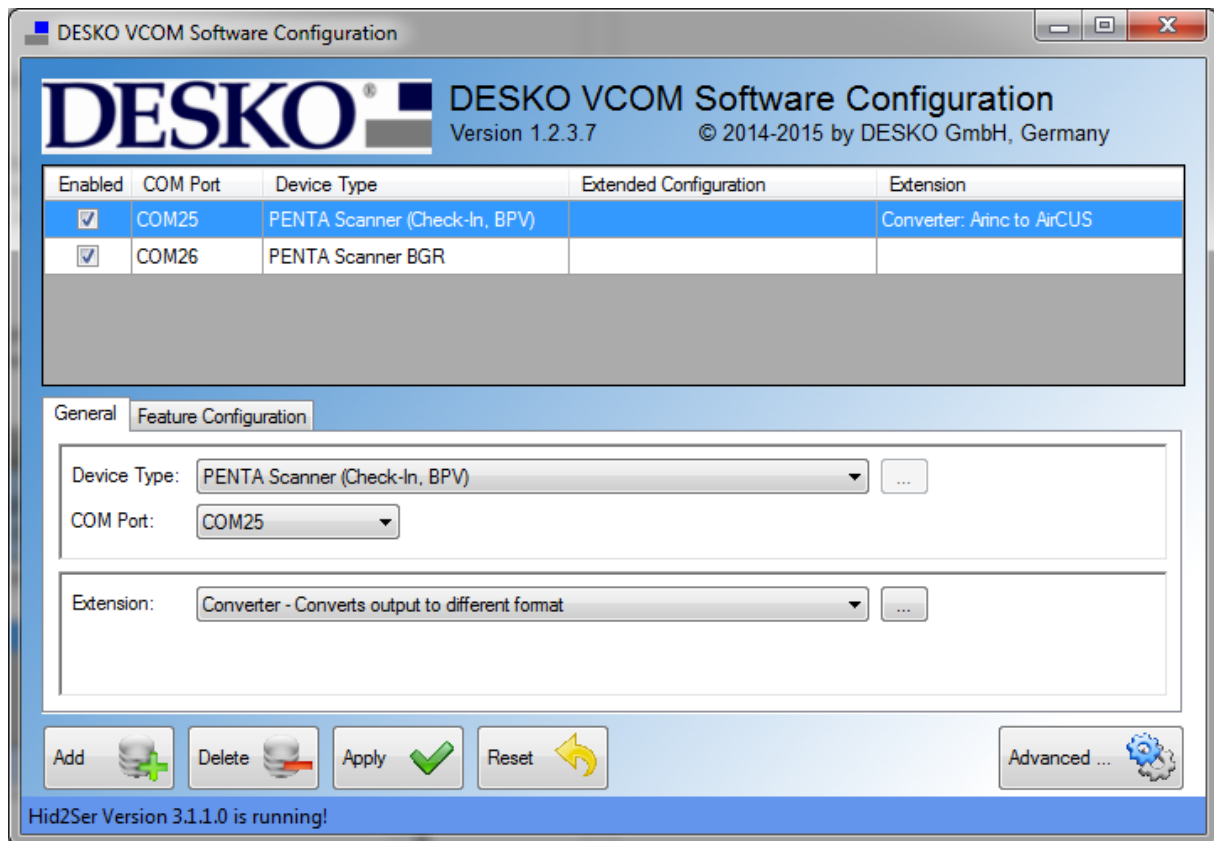 DESKO VCOM Software Configuration
DESKO®
DESKO VCOM Software Configuration
Version 1.2.3.7 © 2014-2015 by DESKO GmbH, Germany
Enabled COM Port Device Type Extended Configuration Extension
COM25 PENTA Scanner (Check-In, BPV) Converter: Arinc to AirCUS
COM26 PENTA Scanner BGR
General Feature Configuration
Device Type: PENTA Scanner (Check-In, BPV) ...
COM Port: COM25
Extension: Converter - Converts output to different format ...
Add Delete Apply Reset Advanced ...
Hid2Ser Version 3.1.1.0 is running!